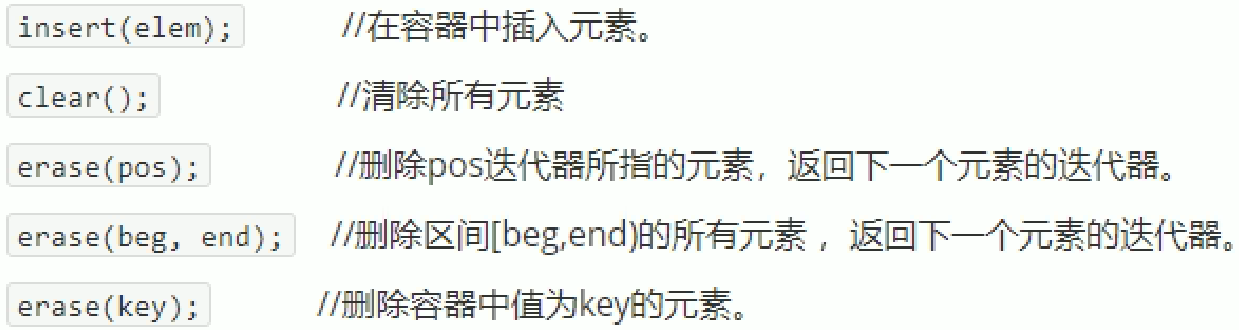 insert(elem); //在容器中插入元素。
clear(); //清除所有元素
erase(pos); //删除pos迭代器所指的元素，返回下一个元素的迭代器。
erase(beg, end); //删除区间[beg,end)的所有元素 ，返回下一个元素的迭代器。
erase(key); //删除容器中值为key的元素。